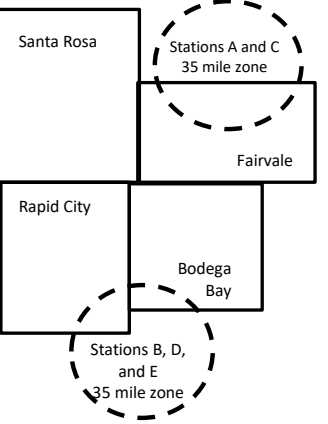 Santa Rosa
Stations A and C
35 mile zone
Fairvale
Rapid City
Bodega
Bay
Stations B, D,
and E
35 mile zone